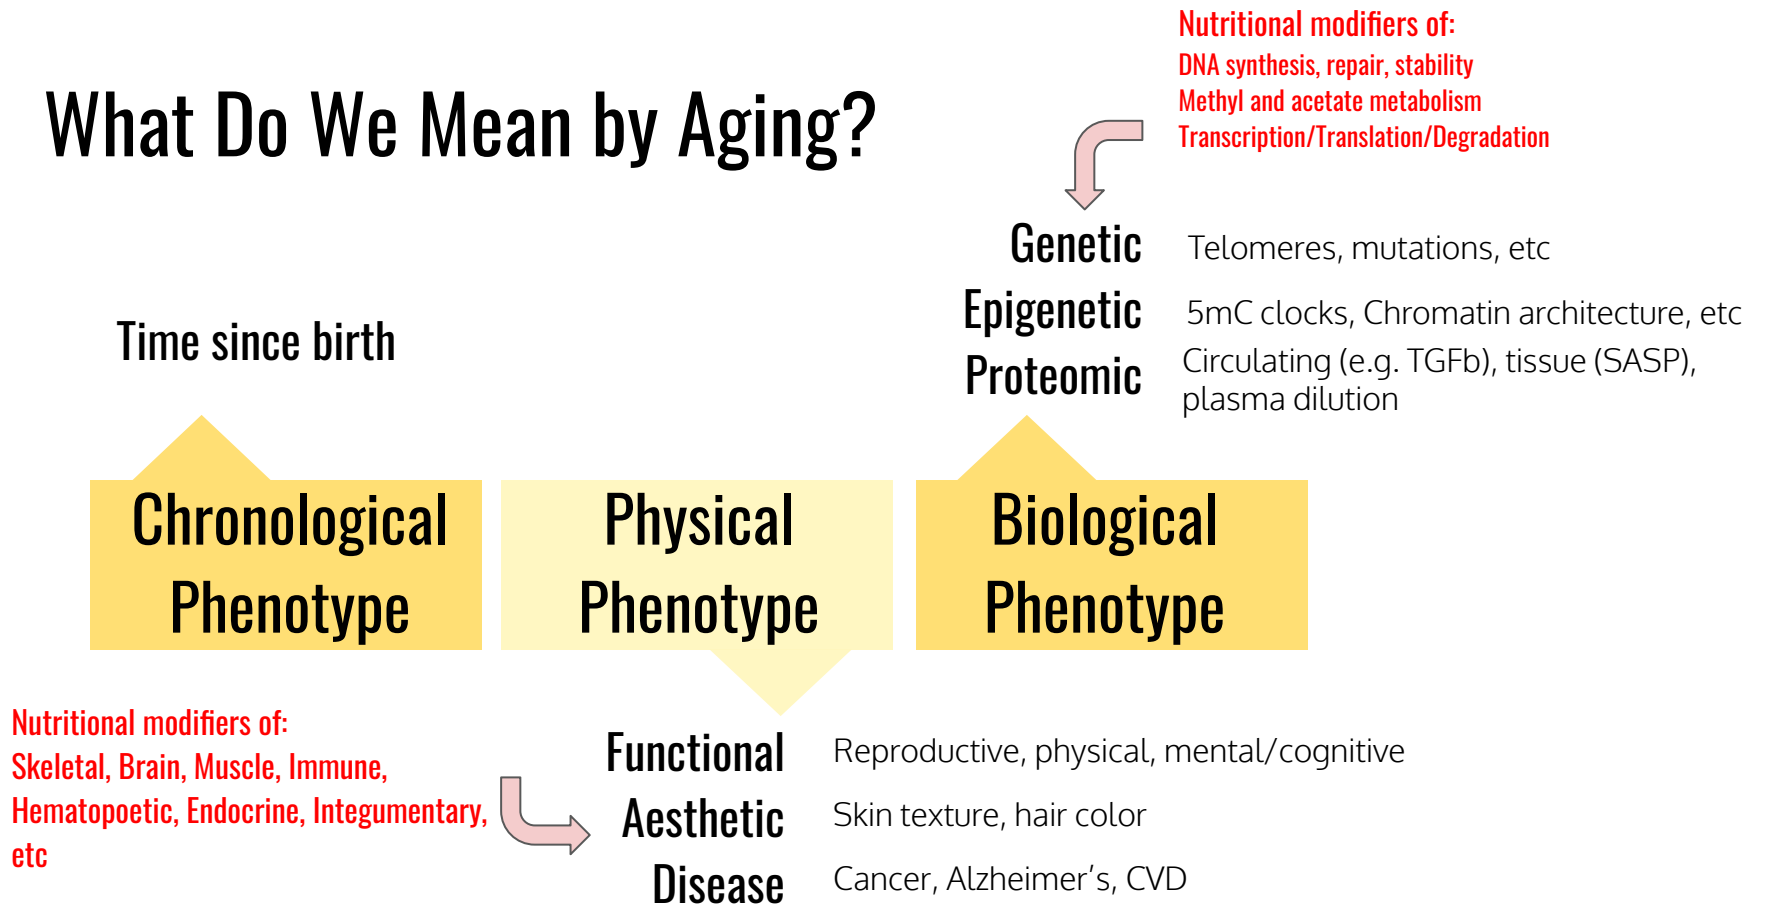 What Do We Mean by Aging?
Nutritional modifiers of:
DNA synthesis, repair, stability
Methyl and acetate metabolism
Transcription/Translation/Degradation
Genetic
Telomeres, mutations, etc
Epigenetic
5mC clocks, Chromatin architecture, etc
Proteomic
Circulating (e.g. TGFb), tissue (SASP),
plasma dilution
Time since birth
Chronological
Phenotype
Physical
Phenotype
Biological
Phenotype
Nutritional modifiers of:
Skeletal, Brain, Muscle, Immune,
Hematopoetic, Endocrine, Integumentary,
etc
Functional
Reproductive, physical, mental/cognitive
Aesthetic
Skin texture, hair color
Disease
Cancer, Alzheimer’s, CVD